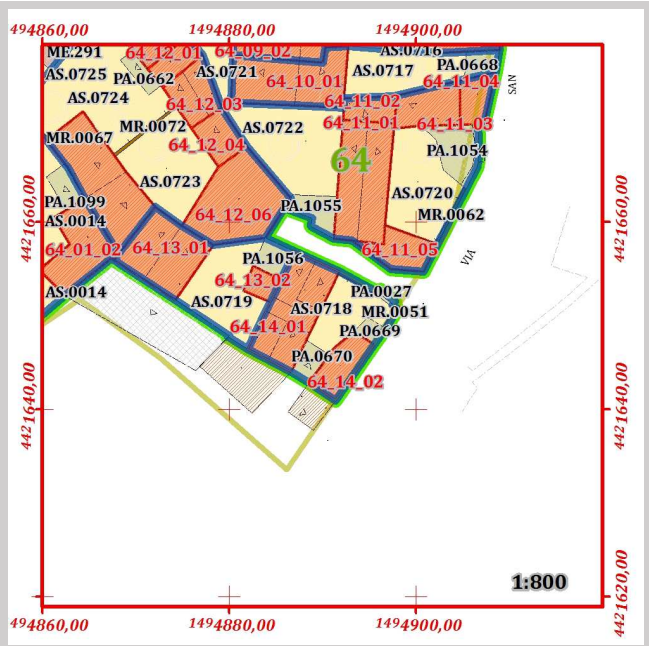 1494860,00 1494880,00 1494900,00
ME.291 64_12_01 64_09_02 AS.0716
AS.0725 PA.0662 AS.0721 64_10_01 AS.0717 PA.0668
64_11_04
AS.0724 64_12_03 64_11_02
SAN
MR.0067 MR.0072 AS.0722 64_11_01 64_11_03
64_12_04
64
PA.1054
AS.0723 AS.0720
PA.1099 PA.1055 MR.0062
AS.0014 64_12_06
4421660,00 4421660,00
64_01_02 64_13_01 64_11_05
PA.1056 VIA
64_13_02
AS.0014 AS.0719 AS.0718 PA.0027
MR.0051
64_14_01 PA.0669
PA.0670
64_14_02
4421640,00 4421640,00
1:800
4421620,00
1494860,00 1494880,00 1494900,00